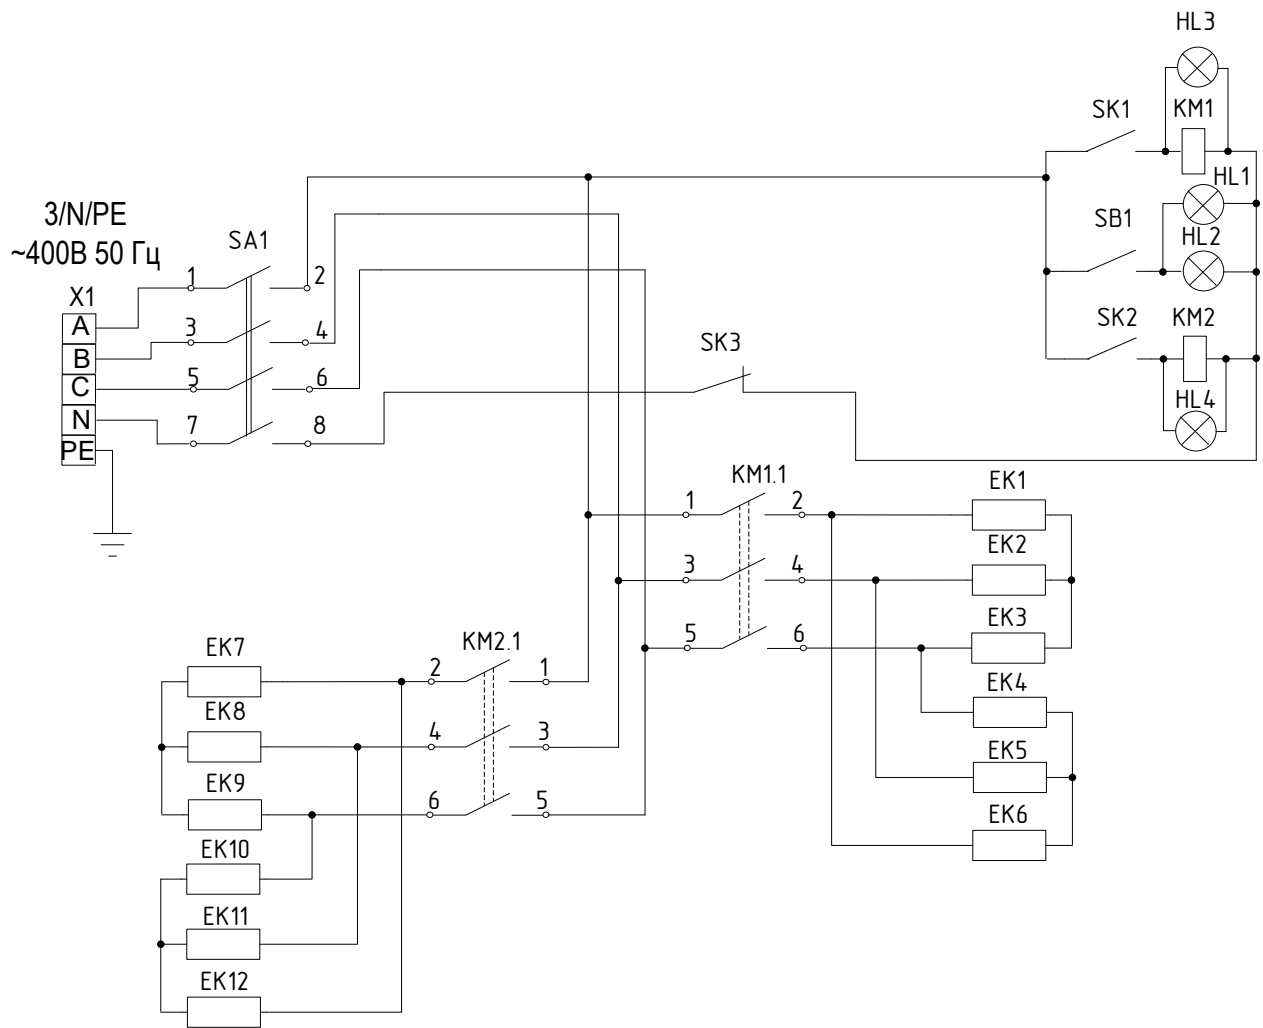 HL3
SK1 KM1
HL1
3/N/PE
~400В 50 Гц
SA1
SB1
HL2
X1
1 2
A
3 4
B
SK3
SK2 KM2
C
5 6
HL4
N
7 8
PE
KM1.1
EK1
1 2
EK2
3 4
EK3
5 6
EK7
KM2.1
2 1
EK4
EK8
4 3
EK5
EK9
6 5
EK6
EK10
EK11
EK12